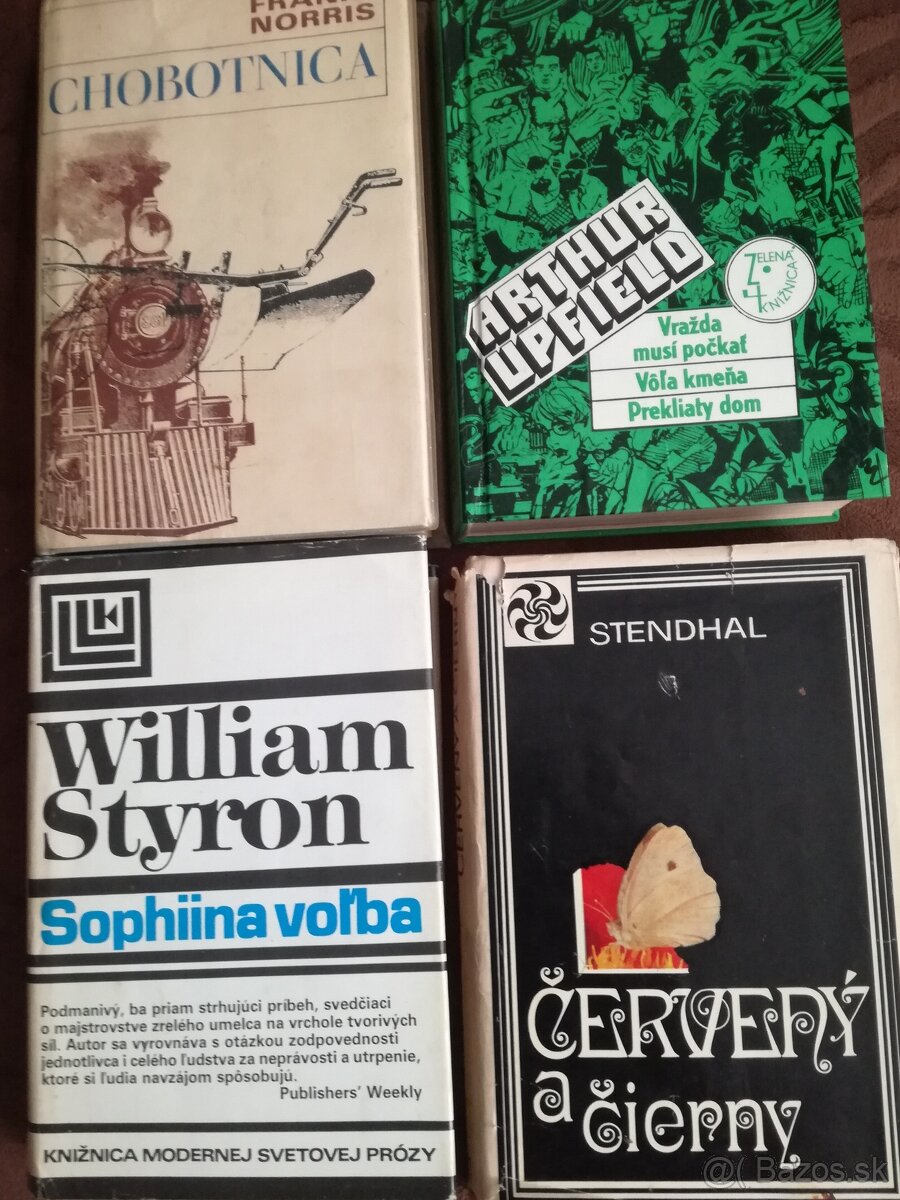 FRANK
NORRIS
CHOBOTNICA
ARTHUR
UPFIELD
ZELENÁ
KNIŽNICA
Vražda
musí počkať
Vôľa kmeňa
Prekliaty dom
William
Styron
Sophiina voľba
Podmanivý, ba priam strhujúci príbeh, svedčiaci
o majstrovstve zrelého umelca na vrchole tvorivých
síl. Autor sa vyrovnáva s otázkou zodpovednosti
jednotlivca i celého ľudstva za neprávosti a utrpenie,
ktoré si ľudia navzájom spôsobujú.
Publishers' Weekly
KNIŽNICA MODERNEJ SVETOVEJ PRÓZY
STENDHAL
ČERVENÝ
a
čierny
@( Bazos.sk